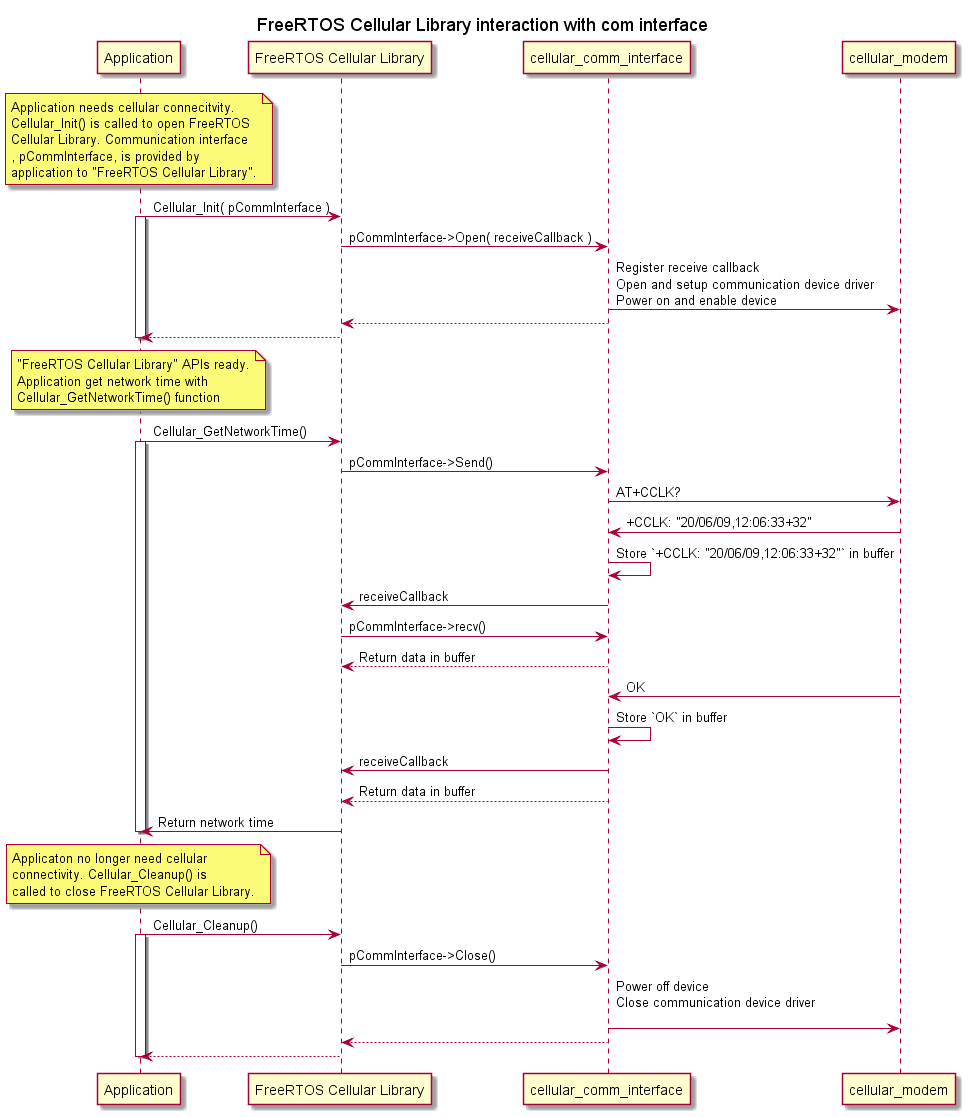 FreeRTOS Cellular Library interaction with com interface
Application
FreeRTOS Cellular Library
cellular_comm_interface
cellular_modem
Application needs cellular connecitvity.
Cellular_Init() is called to open FreeRTOS
Cellular Library. Communication interface
, pCommInterface, is provided by
application to "FreeRTOS Cellular Library".
Cellular_Init( pCommInterface )
pCommInterface->Open( receiveCallback )
Register receive callback
Open and setup communication device driver
Power on and enable device
"FreeRTOS Cellular Library" APIs ready.
Application get network time with
Cellular_GetNetworkTime() function
Cellular_GetNetworkTime()
pCommInterface->Send()
AT+CCLK?
+CCLK: "20/06/09,12:06:33+32"
Store `+CCLK: "20/06/09,12:06:33+32"` in buffer
receiveCallback
pCommInterface->recv()
Return data in buffer
OK
Store `OK` in buffer
receiveCallback
Return data in buffer
Return network time
Applicaton no longer need cellular
connectivity. Cellular_Cleanup() is
called to close FreeRTOS Cellular Library.
Cellular_Cleanup()
pCommInterface->Close()
Power off device
Close communication device driver
Application
FreeRTOS Cellular Library
cellular_comm_interface
cellular_modem